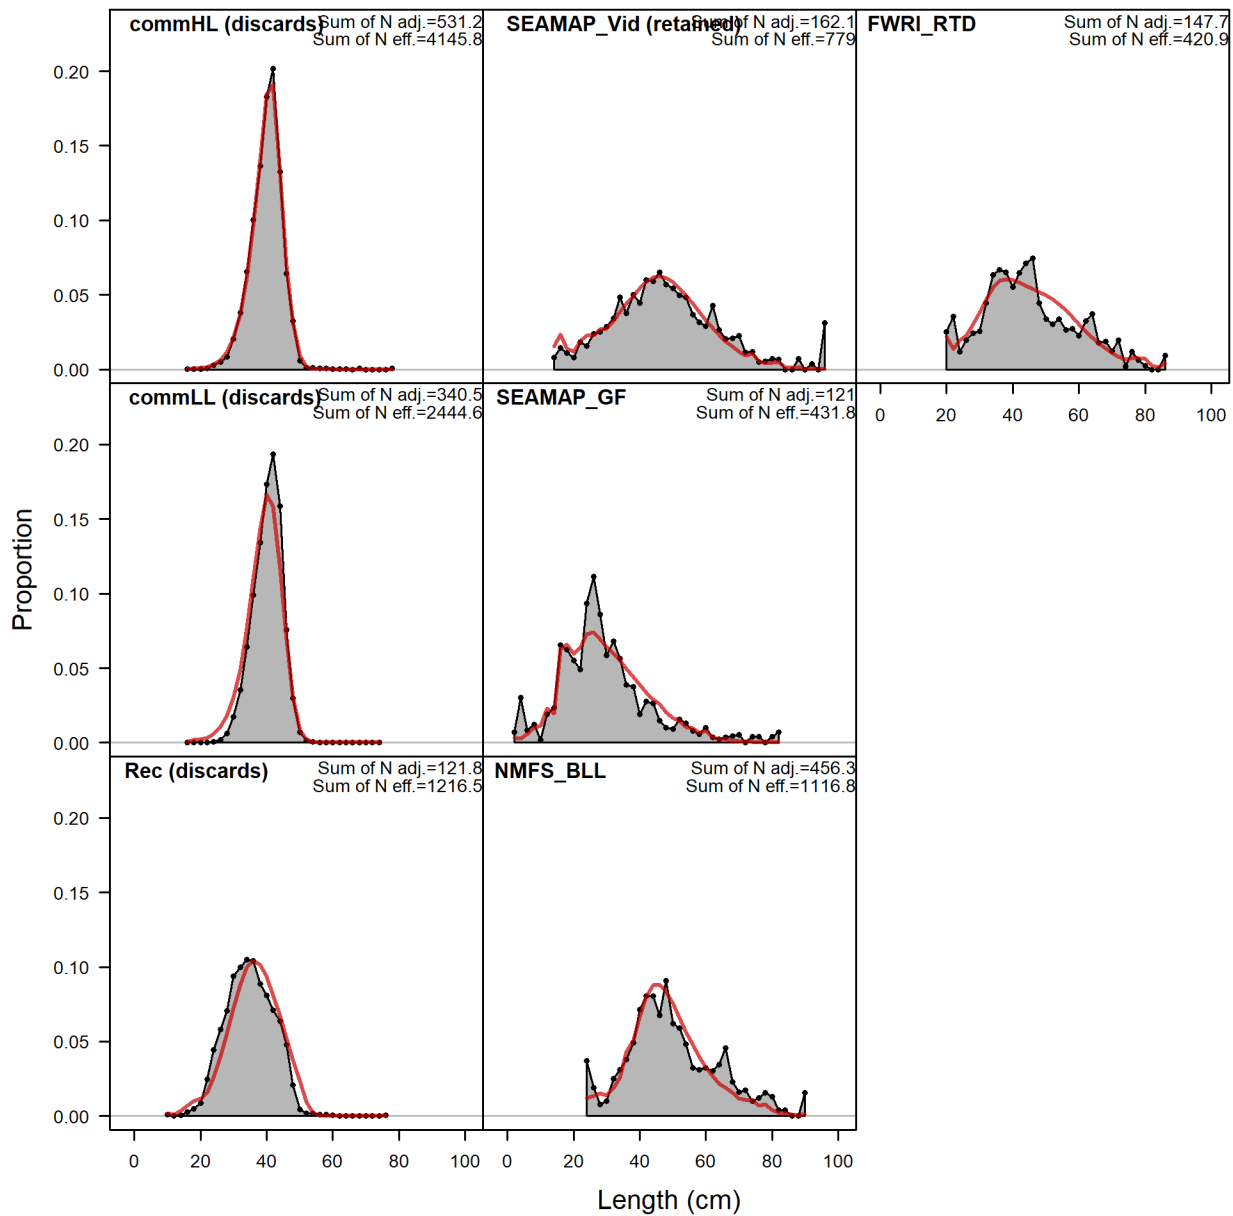 commHL (discards)
Sum of N adj.=531.2
Sum of N eff.=4145.8
SEAMAP_Vid (retained)
Sum of N adj.=162.1
Sum of N eff.=779
FWRI_RTD
Sum of N adj.=147.7
Sum of N eff.=420.9
0.20
0.15
0.10
0.05
0.00
commLL (discards)
Sum of N adj.=340.5
Sum of N eff.=2444.6
SEAMAP_GF
Sum of N adj.=121
Sum of N eff.=431.8
0 20 40 60 80 100
0.20
0.15
0.10
0.05
0.00
Proportion
Rec (discards)
Sum of N adj.=121.8
Sum of N eff.=1216.5
NMFS_BLL
Sum of N adj.=456.3
Sum of N eff.=1116.8
0.20
0.15
0.10
0.05
0.00
0 20 40 60 80 100
0 20 40 60 80 100
Length (cm)